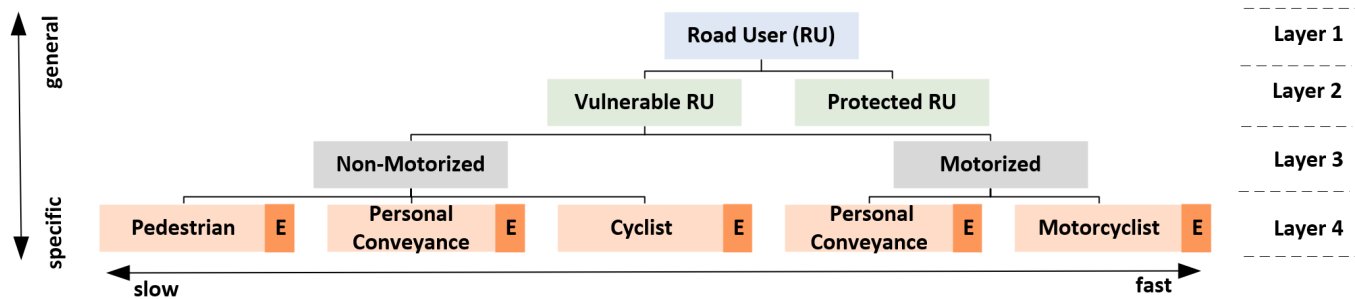 general
specific
Road User (RU)
Layer 1
Vulnerable RU
Protected RU
Layer 2
Non-Motorized
Motorized
Layer 3
Pedestrian
E
Personal
Conveyance
E
Cyclist
E
Personal
Conveyance
E
Motorcyclist
E
Layer 4
slow
fast